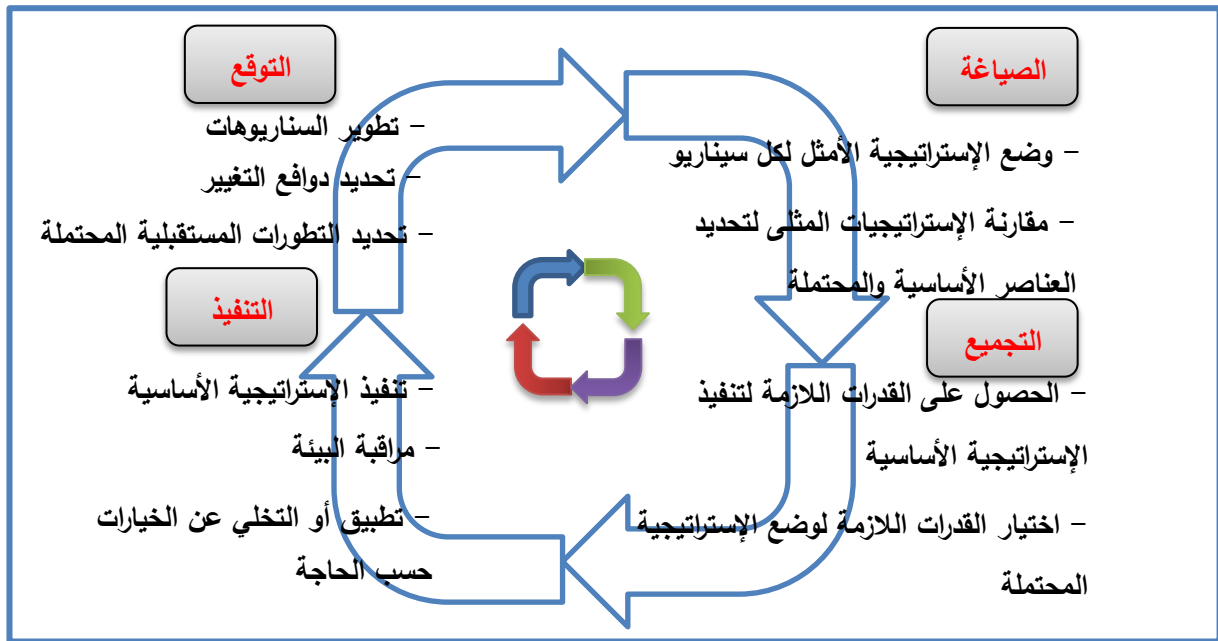 التوقع
– تطوير السناريوهات
– تحديد دوافع التغيير
– تحديد التطورات المستقبلية المحتملة
الصياغة
– وضع الإستراتيجية الأمثل لكل سيناريو
– مقارنة الإستراتيجيات المثلى لتحديد
العناصر الأساسية والمحتملة
التجميع
– الحصول على القدرات اللازمة لتنفيذ
الإستراتيجية الأساسية
– اختيار القدرات اللازمة لوضع الإستراتيجية
المحتملة
التنفيذ
– تنفيذ الإستراتيجية الأساسية
– مراقبة البيئة
– تطبيق أو التخلي عن الخيارات
حسب الحاجة